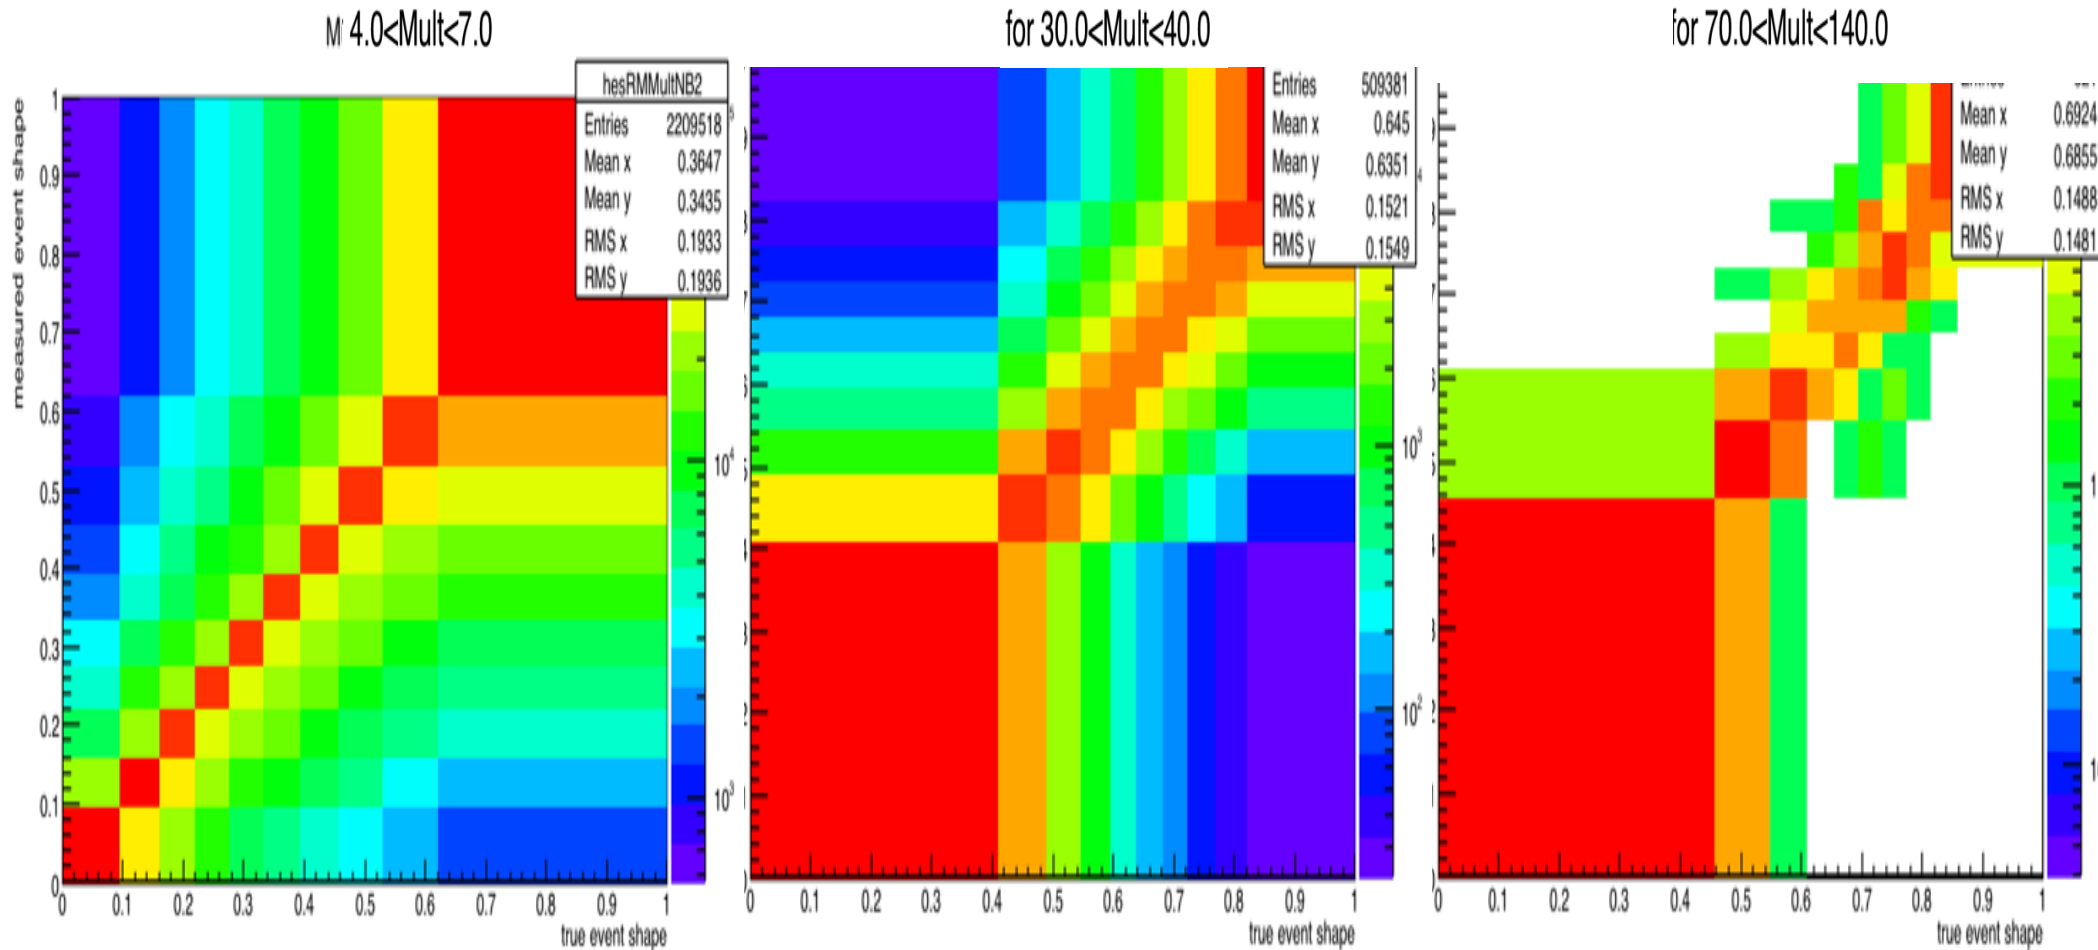 4.0<Mult<7.0
measured event shape
hesRMMultNB2
Entries 2209518
Mean x 0.3647
Mean y 0.3435
RMS x 0.1933
RMS y 0.1936
1
0.9
0.8
0.7
0.6
0.5
0.4
0.3
0.2
0.1
0
0 0.1 0.2 0.3 0.4 0.5 0.6 0.7 0.8 0.9 1
true event shape
10⁴
10³
for 30.0<Mult<40.0
Entries 509381
Mean x 0.645
Mean y 0.6351
RMS x 0.1521
RMS y 0.1549
10³
10²
0 0.1 0.2 0.3 0.4 0.5 0.6 0.7 0.8 0.9 1
true event shape
for 70.0<Mult<140.0
Mean x 0.6924
Mean y 0.6855
RMS x 0.1488
RMS y 0.1481
0 0.1 0.2 0.3 0.4 0.5 0.6 0.7 0.8 0.9 1
true event shape